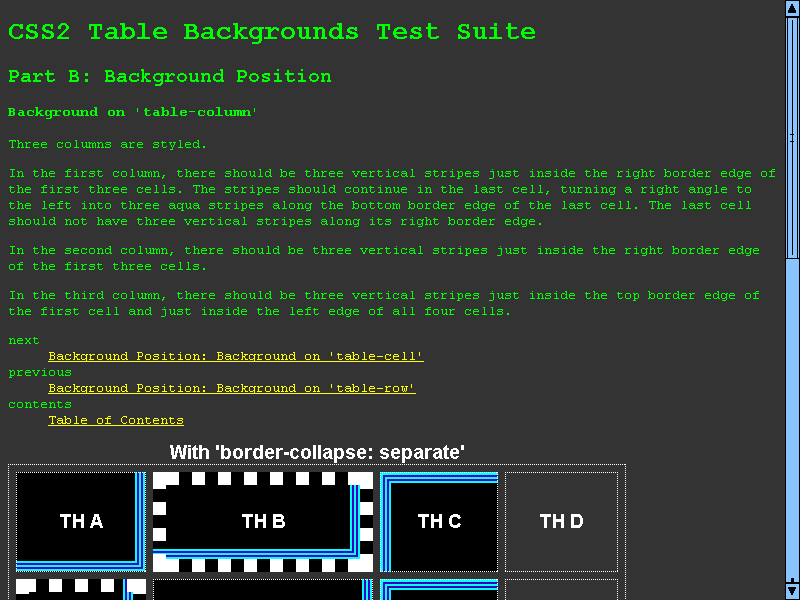 CSS2 Table Backgrounds Test Suite
Part B: Background Position
Background on 'table-column'
Three columns are styled.
In the first column, there should be three vertical stripes just inside the right border edge of
the first three cells. The stripes should continue in the last cell, turning a right angle to
the left into three aqua stripes along the bottom border edge of the last cell. The last cell
should not have three vertical stripes along its right border edge.
In the second column, there should be three vertical stripes just inside the right border edge
of the first three cells.
In the third column, there should be three vertical stripes just inside the top border edge of
the first cell and just inside the left edge of all four cells.
next
Background Position: Background on 'table-cell'
previous
Background Position: Background on 'table-row'
contents
Table of Contents
With 'border-collapse: separate'
TH A TH B TH C TH D